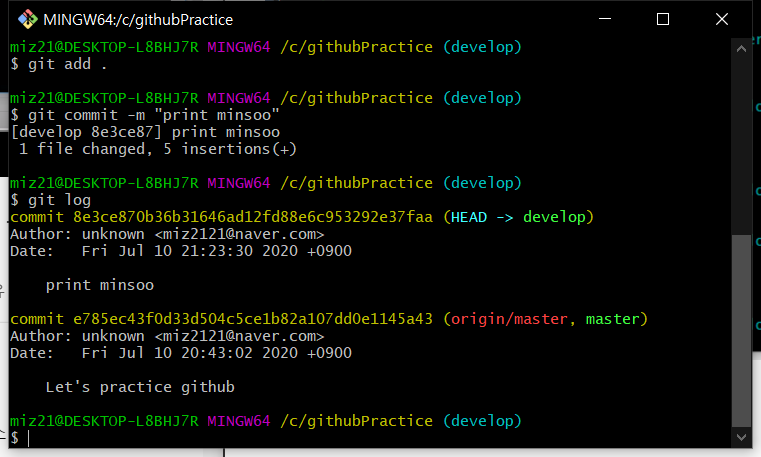 MINGW64:/c/githubPractice
miz21@DESKTOP-L8BHJ7R MINGW64 /c/githubPractice (develop)
$ git add .
miz21@DESKTOP-L8BHJ7R MINGW64 /c/githubPractice (develop)
$ git commit -m "print minsoo"
[develop 8e3ce87] print minsoo
 1 file changed, 5 insertions(+)
miz21@DESKTOP-L8BHJ7R MINGW64 /c/githubPractice (develop)
$ git log
commit 8e3ce870b36b31646ad12fd88e6c953292e37faa (HEAD -> develop)
Author: unknown <miz2121@naver.com>
Date:   Fri Jul 10 21:23:30 2020 +0900
    print minsoo
commit e785ec43f0d33d504c5ce1b82a107dd0e1145a43 (origin/master, master)
Author: unknown <miz2121@naver.com>
Date:   Fri Jul 10 20:43:02 2020 +0900
    Let's practice github
miz21@DESKTOP-L8BHJ7R MINGW64 /c/githubPractice (develop)
$